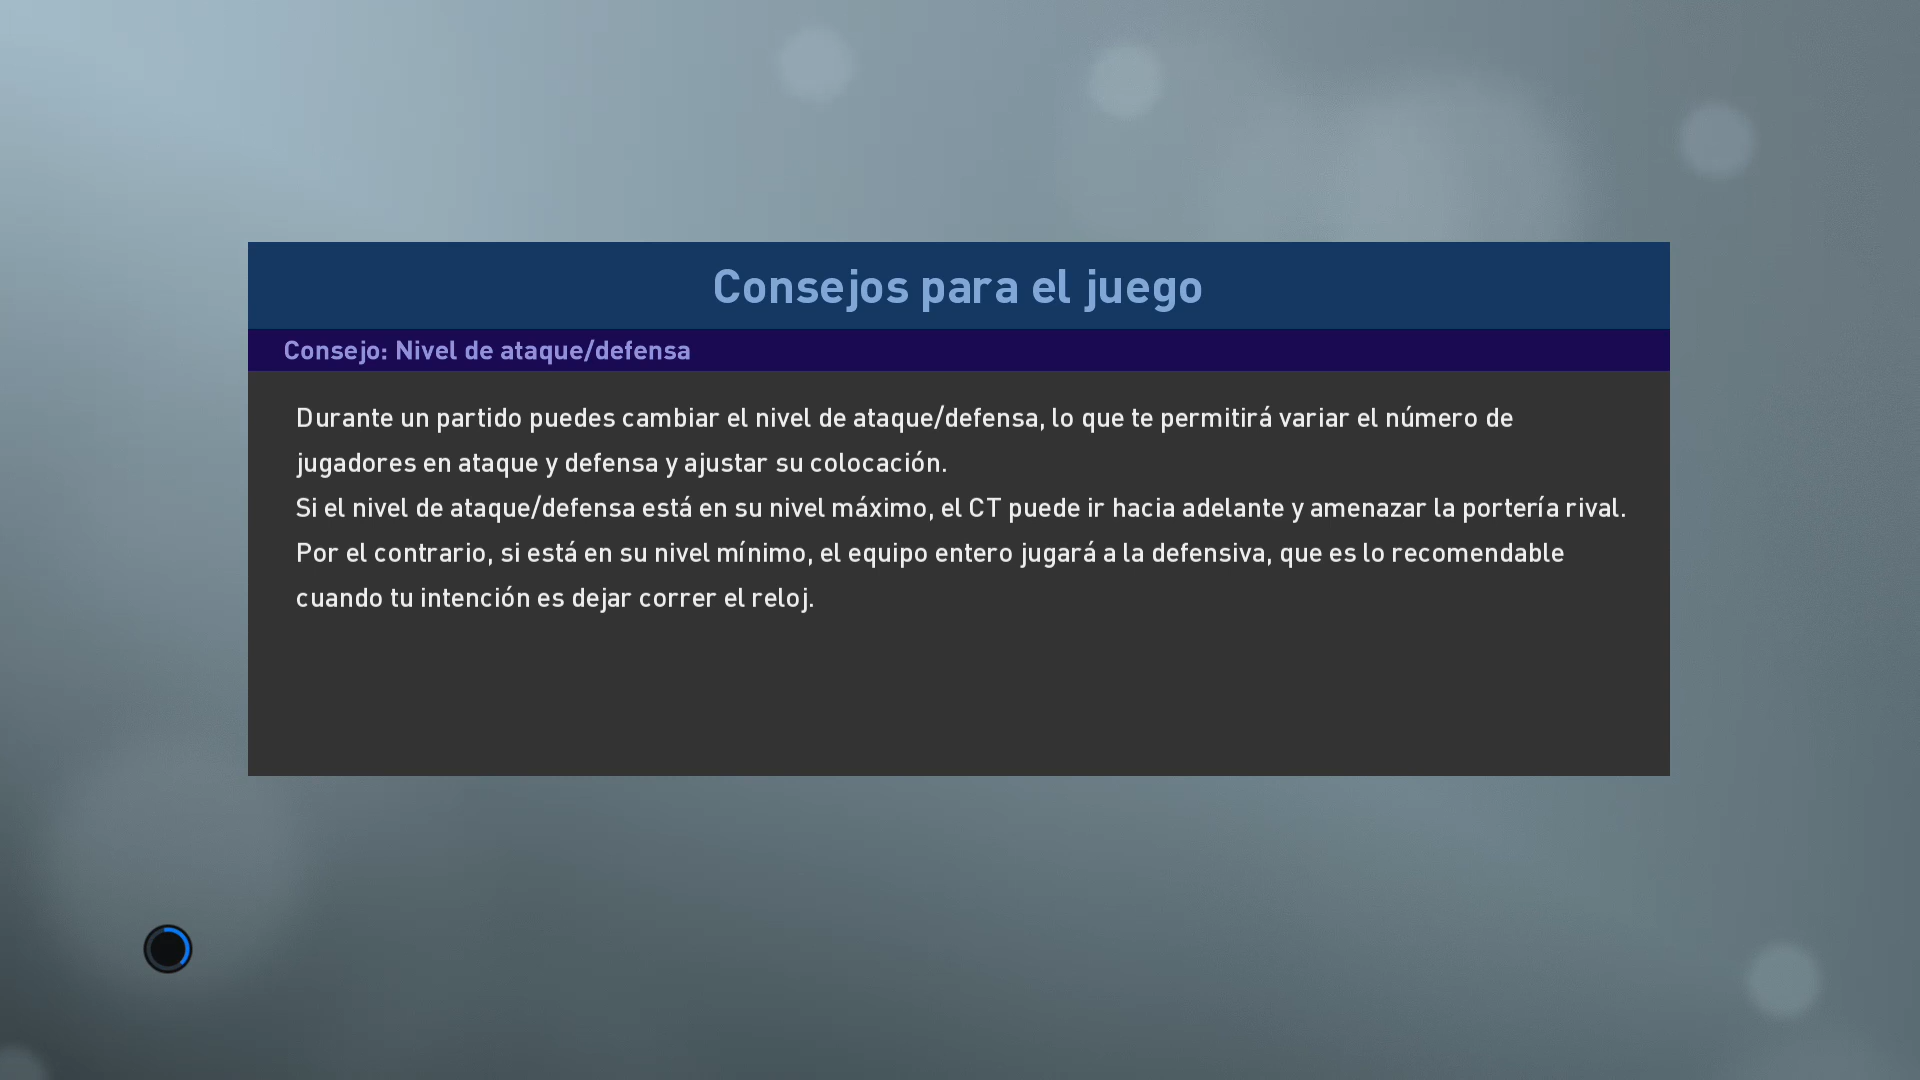 Consejos para el juego
Consejo: Nivel de ataque/defensa
Durante un partido puedes cambiar el nivel de ataque/defensa, lo que te permitirá variar el número de
jugadores en ataque y defensa y ajustar su colocación.
Si el nivel de ataque/defensa está en su nivel máximo, el CT puede ir hacia adelante y amenazar la portería rival.
Por el contrario, si está en su nivel mínimo, el equipo entero jugará a la defensiva, que es lo recomendable
cuando tu intención es dejar correr el reloj.